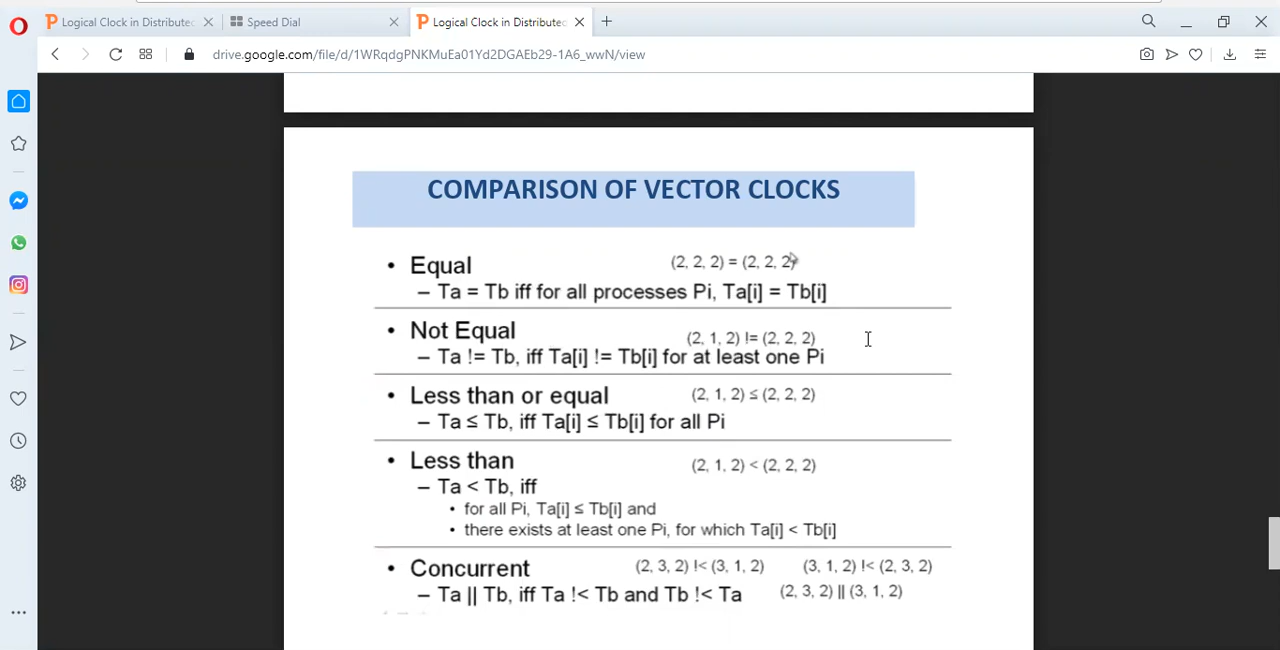 Logical Clock in Distributed
Speed Dial
Logical Clock in Distributed
drive.google.com/file/d/1WRqdgPNKMuEa01Yd2DGAEb29-1A6_wwN/view
COMPARISON OF VECTOR CLOCKS
• Equal (2, 2, 2) = (2, 2, 2)
– Ta = Tb iff for all processes Pi, Ta[i] = Tb[i]
• Not Equal (2, 1, 2) != (2, 2, 2)
– Ta != Tb, iff Ta[i] != Tb[i] for at least one Pi
• Less than or equal (2, 1, 2) ≤ (2, 2, 2)
– Ta ≤ Tb, iff Ta[i] ≤ Tb[i] for all Pi
• Less than (2, 1, 2) < (2, 2, 2)
– Ta < Tb, iff
• for all Pi, Ta[i] ≤ Tb[i] and
• there exists at least one Pi, for which Ta[i] < Tb[i]
• Concurrent (2, 3, 2) !< (3, 1, 2) (3, 1, 2) !< (2, 3, 2)
– Ta || Tb, iff Ta !< Tb and Tb !< Ta (2, 3, 2) || (3, 1, 2)